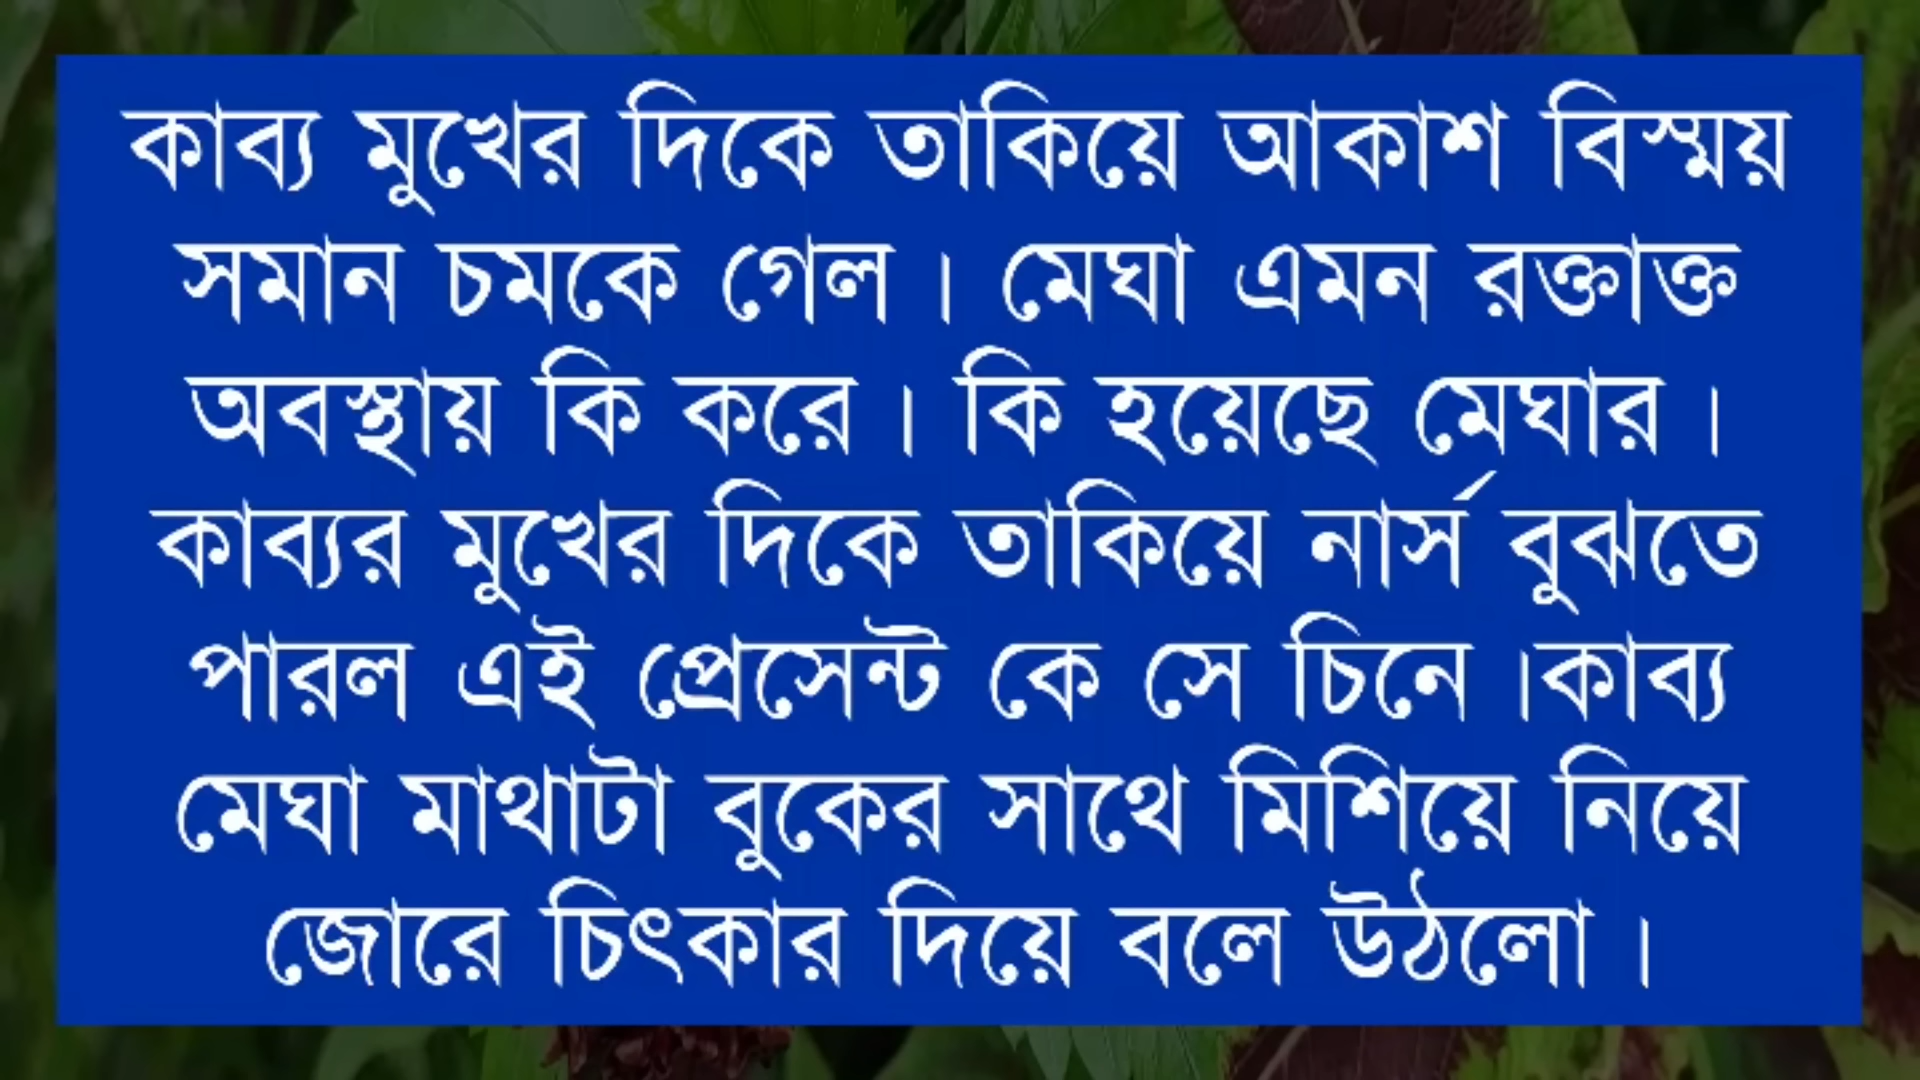 কাব্য মুখের দিকে তাকিয়ে আকাশ বিস্ময়
সমান চমকে গেল । মেঘা এমন রক্তাক্ত
অবস্থায় কি করে । কি হয়েছে মেঘার ।
কাব্যর মুখের দিকে তাকিয়ে নার্স বুঝতে
পারল এই প্রেসেন্ট কে সে চিনে ।কাব্য
মেঘা মাথাটা বুকের সাথে মিশিয়ে নিয়ে
জোরে চিৎকার দিয়ে বলে উঠলো ।